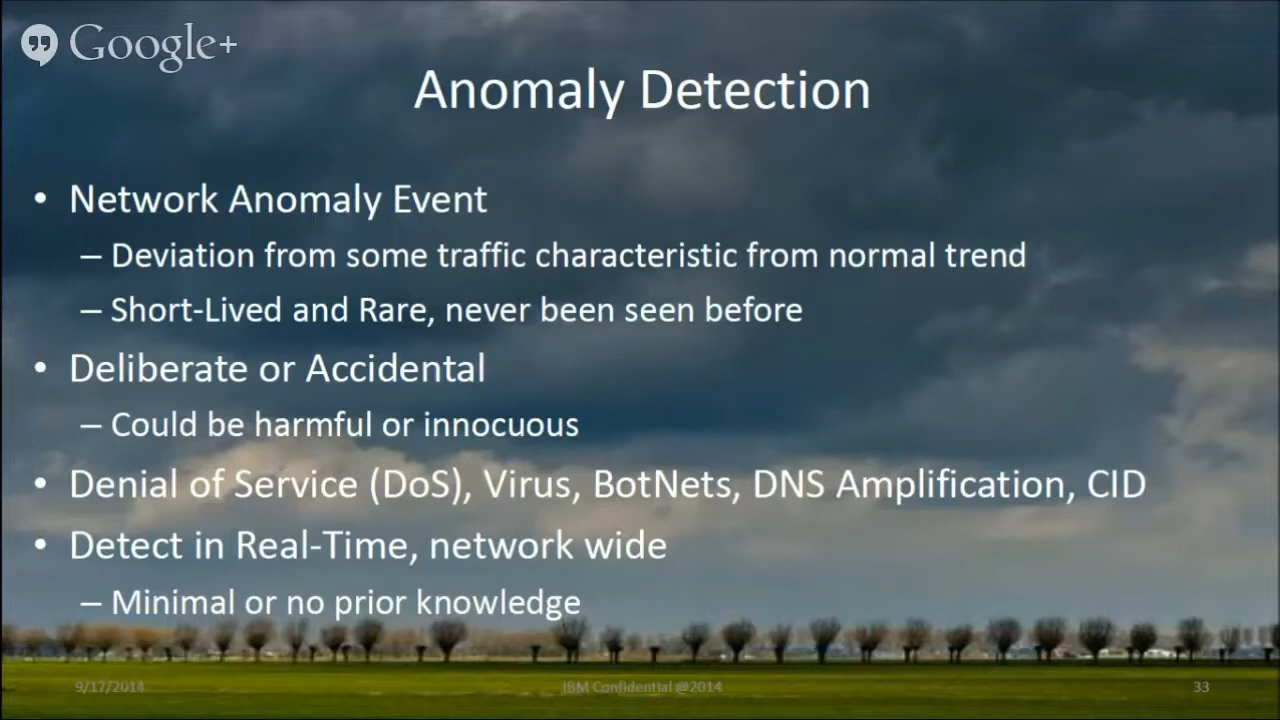 Google+
Anomaly Detection
• Network Anomaly Event
– Deviation from some traffic characteristic from normal trend
– Short-Lived and Rare, never been seen before
• Deliberate or Accidental
– Could be harmful or innocuous
• Denial of Service (DoS), Virus, BotNets, DNS Amplification, CID
• Detect in Real-Time, network wide
– Minimal or no prior knowledge
9/17/2014 IBM Confidential @2014 33